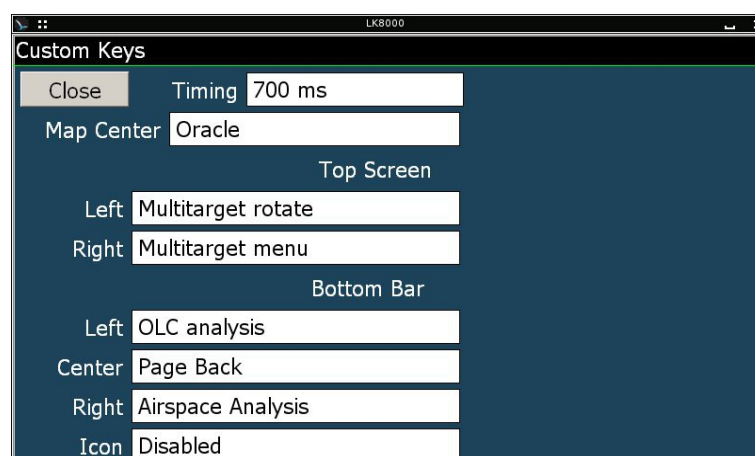 LK8000
Custom Keys
Close Timing 700 ms
Map Center Oracle
Top Screen
Left Multitarget rotate
Right Multitarget menu
Bottom Bar
Left OLC analysis
Center Page Back
Right Airspace Analysis
Icon Disabled